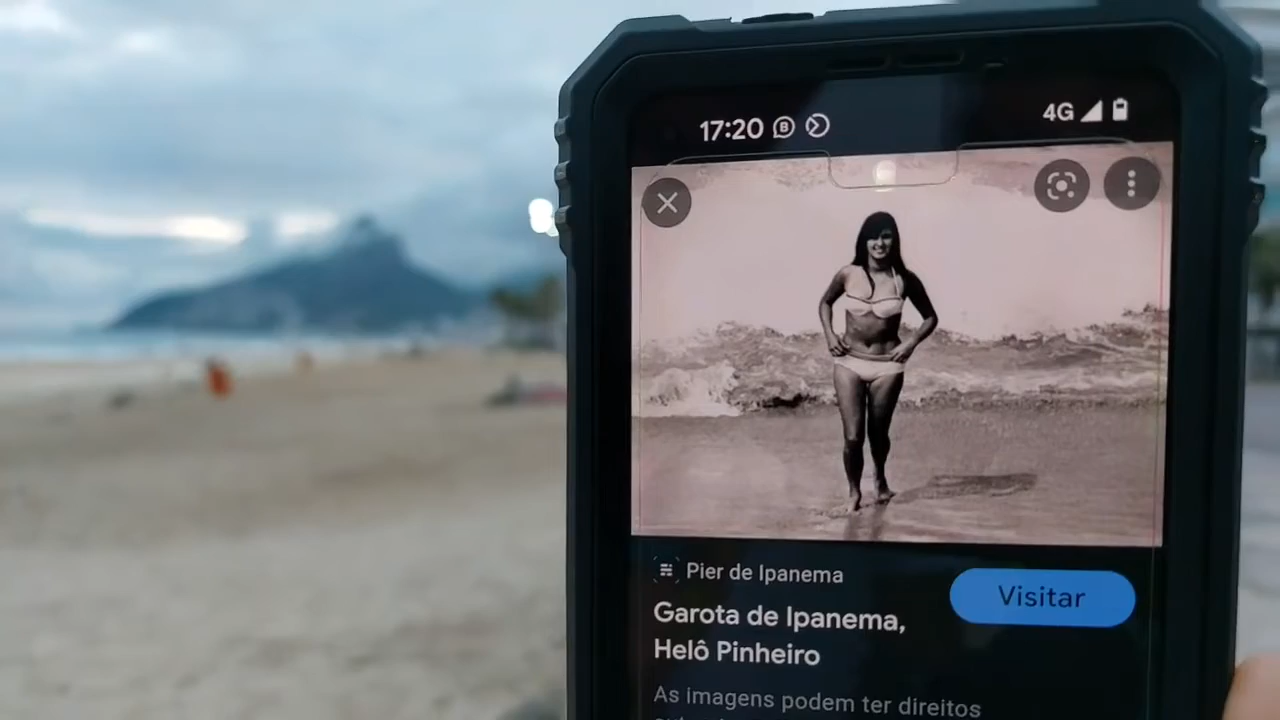 17:20
4G
Pier de Ipanema
Visitar
Garota de Ipanema,
Helô Pinheiro
As imagens podem ter direitos